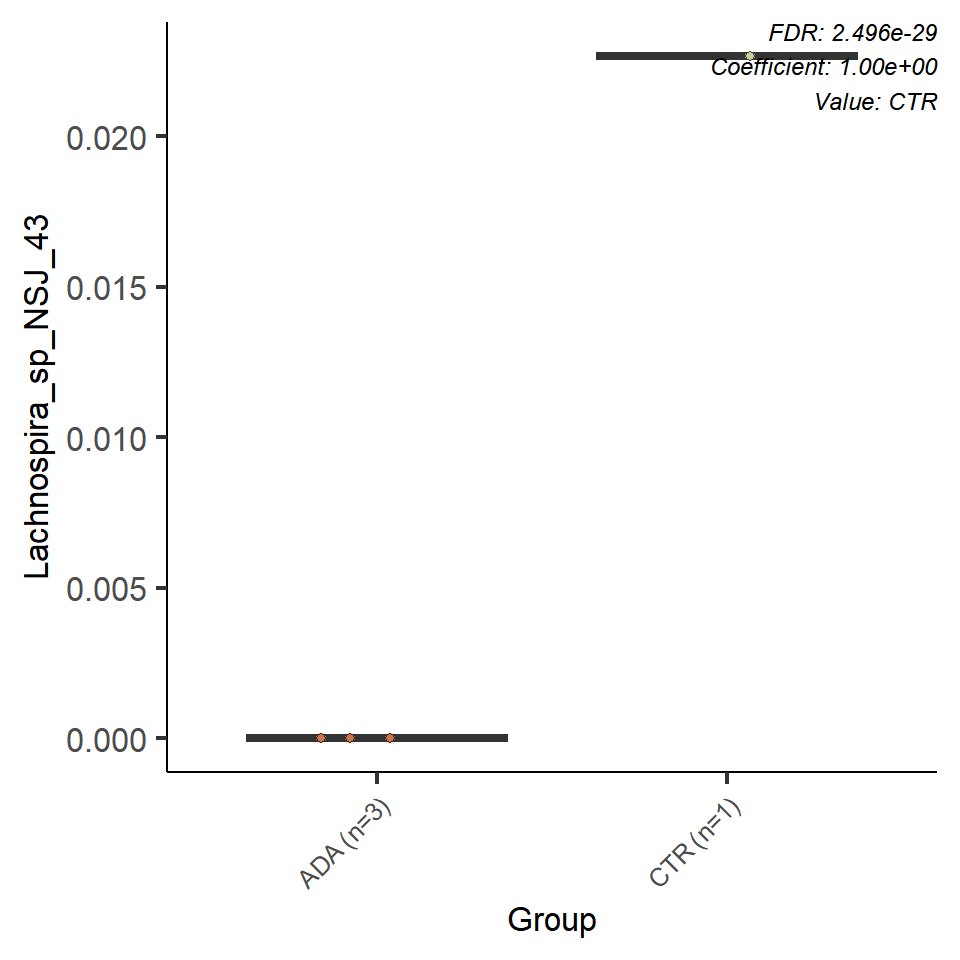 FDR: 2.496e-29
Coefficient: 1.00e+00
Value: CTR
Lachnospira_sp_NSJ_43
0.020
0.015
0.010
0.005
0.000
ADA (n=3)
CTR (n=1)
Group